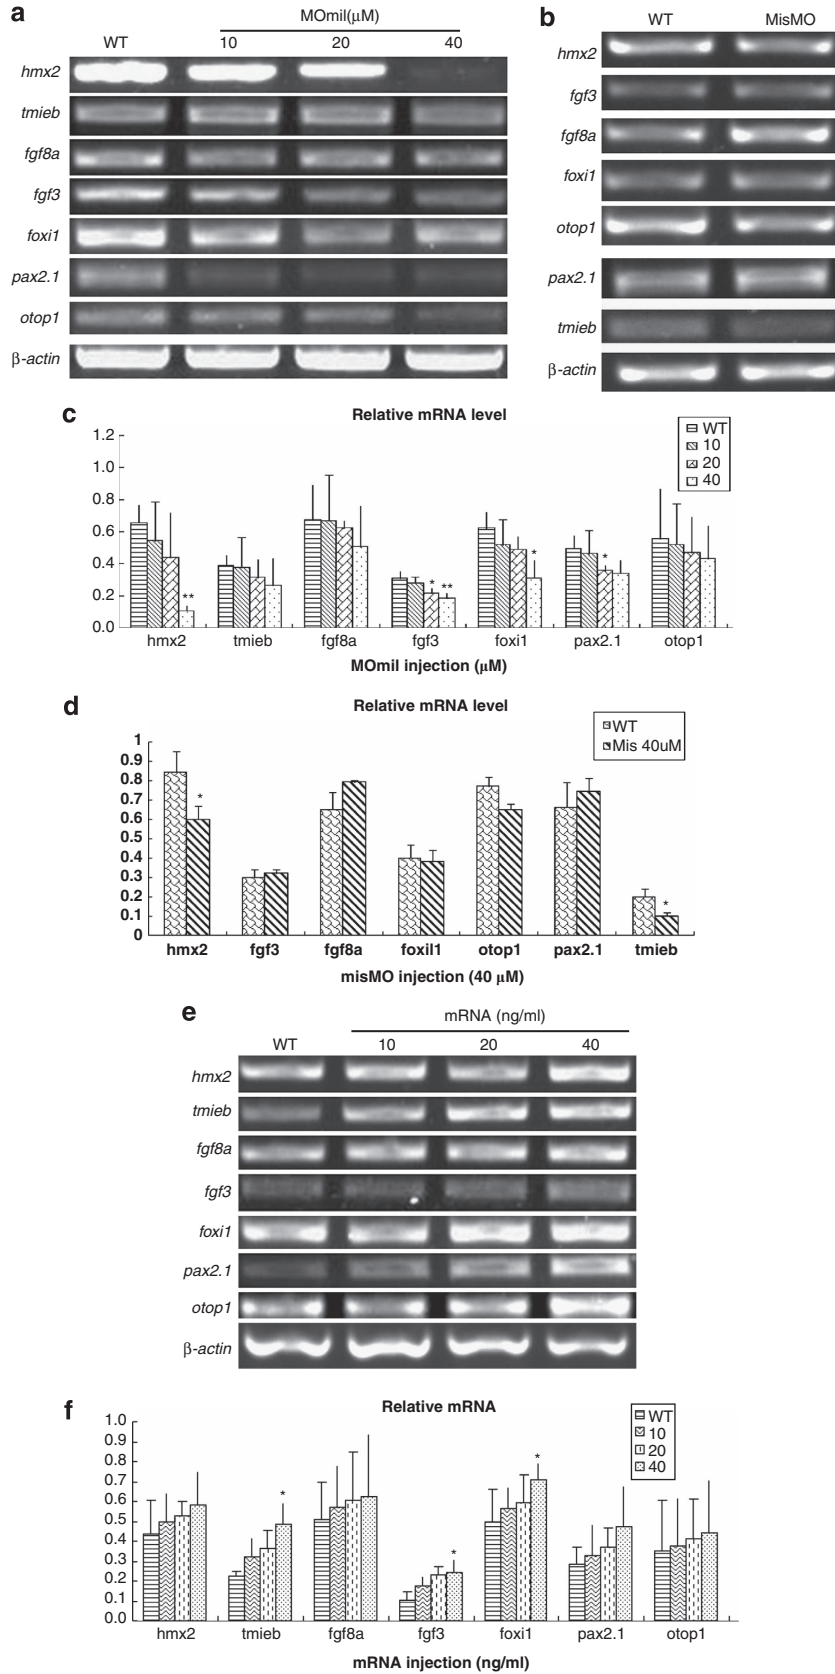 a
MOmil(μM)
WT 10 20 40
hmx2
tmieb
fgf8a
fgf3
foxi1
pax2.1
otop1
β-actin
b
WT MisMO
hmx2
fgf3
fgf8a
foxi1
otop1
pax2.1
tmieb
β-actin
c
Relative mRNA level
1.2
1.0
0.8
0.6
0.4
0.2
0.0
WT
10
20
40
**
* **
*
*
hmx2 tmieb fgf8a fgf3 foxi1 pax2.1 otop1
MOmil injection (μM)
d
Relative mRNA level
1
0.9
0.8
0.7
0.6
0.5
0.4
0.3
0.2
0.1
0
WT
Mis 40uM
*
*
hmx2 fgf3 fgf8a foxil1 otop1 pax2.1 tmieb
misMO injection (40 μM)
e
mRNA (ng/ml)
WT 10 20 40
hmx2
tmieb
fgf8a
fgf3
foxi1
pax2.1
otop1
β-actin
f
Relative mRNA
1.0
0.9
0.8
0.7
0.6
0.5
0.4
0.3
0.2
0.1
0.0
WT
10
20
40
*
*
*
hmx2 tmieb fgf8a fgf3 foxi1 pax2.1 otop1
mRNA injection (ng/ml)